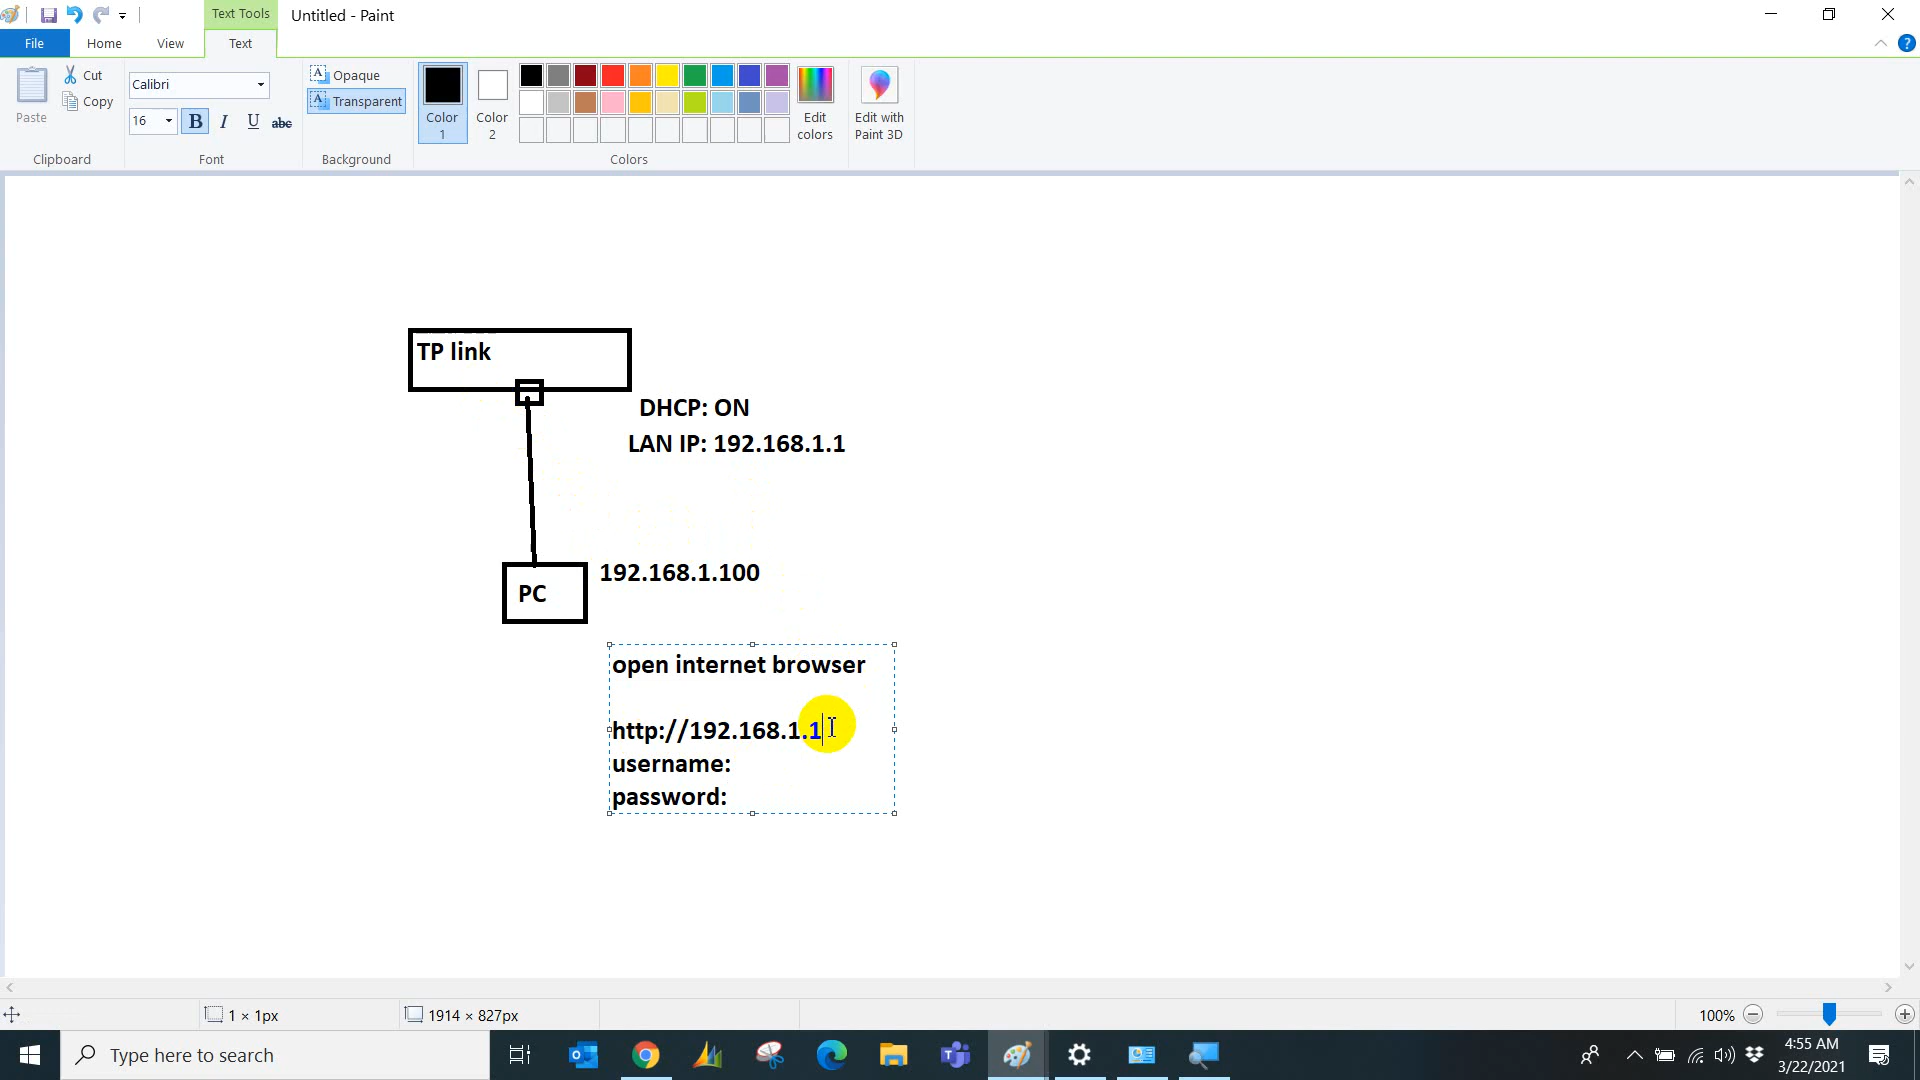 Text Tools
Untitled - Paint
File
Home
View
Text
Paste
Cut
Copy
Clipboard
Calibri
16
B I U abc
Font
A Opaque
A Transparent
Background
Color 1
Color 2
Edit colors
Colors
Edit with Paint 3D
TP link
DHCP: ON
LAN IP: 192.168.1.1
192.168.1.100
PC
open internet browser
http://192.168.1.1
username:
password:
1 × 1px
1914 × 827px
100%
Type here to search
4:55 AM
3/22/2021